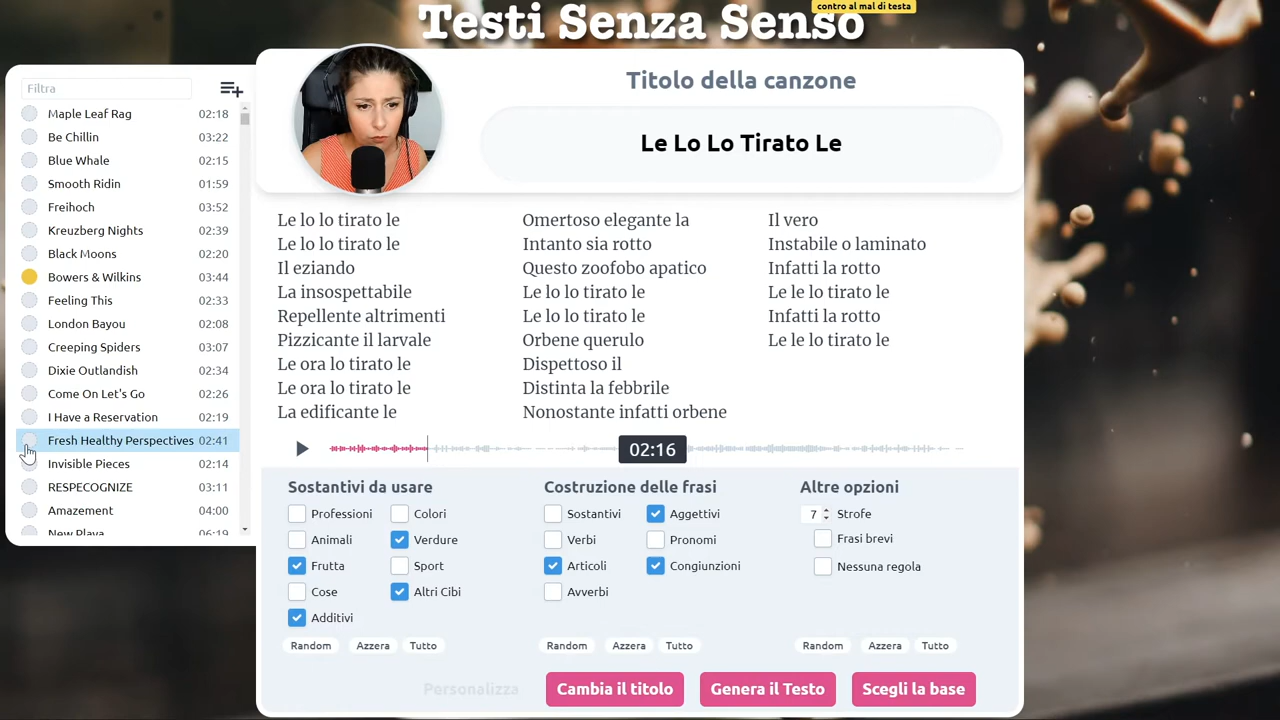 contro al mal di testa
Testi Senza Senso
Filtra
Maple Leaf Rag 02:18
Be Chillin 03:22
Blue Whale 02:15
Smooth Ridin 01:59
Freihoch 03:52
Kreuzberg Nights 02:39
Black Moons 02:20
Bowers & Wilkins 03:44
Feeling This 02:33
London Bayou 02:08
Creeping Spiders 03:07
Dixie Outlandish 02:34
Come On Let's Go 02:26
I Have a Reservation 02:19
Fresh Healthy Perspectives 02:41
Invisible Pieces 02:14
RESPECOGNIZE 03:11
Amazement 04:00
New Playa 06:19
Titolo della canzone
Le Lo Lo Tirato Le
Le lo lo tirato le
Le lo lo tirato le
Il eziando
La insospettabile
Repellente altrimenti
Pizzicante il larvale
Le ora lo tirato le
Le ora lo tirato le
La edificante le
Omertoso elegante la
Intanto sia rotto
Questo zoofobo apatico
Le lo lo tirato le
Le lo lo tirato le
Orbene querulo
Dispettoso il
Distinta la febbrile
Nonostante infatti orbene
Il vero
Instabile o laminato
Infatti la rotto
Le le lo tirato le
Infatti la rotto
Le le lo tirato le
02:16
Sostantivi da usare
Professioni Colori
Animali Verdure
Frutta Sport
Cose Altri Cibi
Additivi
Random Azzera Tutto
Costruzione delle frasi
Sostantivi Aggettivi
Verbi Pronomi
Articoli Congiunzioni
Avverbi
Random Azzera Tutto
Altre opzioni
7 Strofe
Frasi brevi
Nessuna regola
Random Azzera Tutto
Personalizza Cambia il titolo Genera il Testo Scegli la base